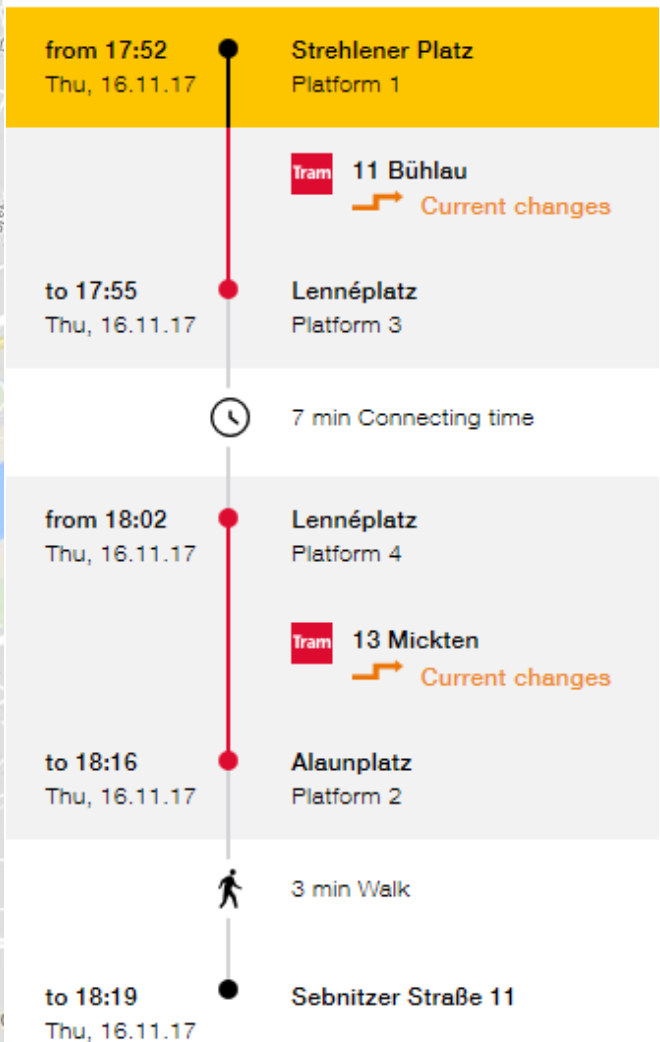 from 17:52 Strehlener Platz
Thu, 16.11.17 Platform 1
Tram 11 Bühlau
Current changes
to 17:55 Lennéplatz
Thu, 16.11.17 Platform 3
7 min Connecting time
from 18:02 Lennéplatz
Thu, 16.11.17 Platform 4
Tram 13 Mickten
Current changes
to 18:16 Alaunplatz
Thu, 16.11.17 Platform 2
3 min Walk
to 18:19 Sebnitzer Straße 11
Thu, 16.11.17